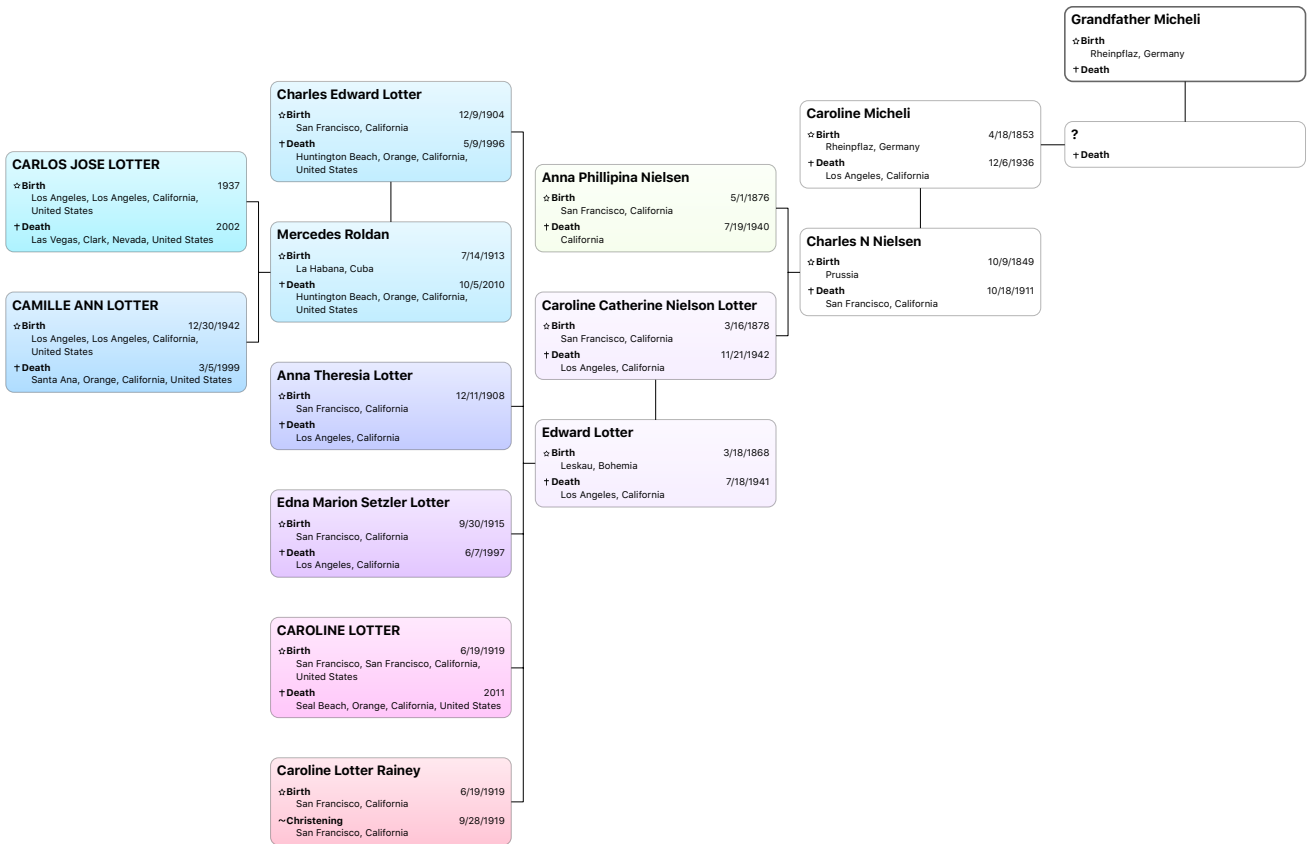 Grandfather Micheli
☆Birth
Rheinpflaz, Germany
†Death
?
†Death
Caroline Micheli
☆Birth 4/18/1853
Rheinpflaz, Germany
†Death 12/6/1936
Los Angeles, California
Charles N Nielsen
☆Birth 10/9/1849
Prussia
†Death 10/18/1911
San Francisco, California
Anna Phillipina Nielsen
☆Birth 5/1/1876
San Francisco, California
†Death 7/19/1940
California
Caroline Catherine Nielson Lotter
☆Birth 3/16/1878
San Francisco, California
†Death 11/21/1942
Los Angeles, California
Edward Lotter
☆Birth 3/18/1868
Leskau, Bohemia
†Death 7/18/1941
Los Angeles, California
Charles Edward Lotter
☆Birth 12/9/1904
San Francisco, California
†Death 5/9/1996
Huntington Beach, Orange, California,
United States
Mercedes Roldan
☆Birth 7/14/1913
La Habana, Cuba
†Death 10/5/2010
Huntington Beach, Orange, California,
United States
Anna Theresia Lotter
☆Birth 12/11/1908
San Francisco, California
†Death
Los Angeles, California
Edna Marion Setzler Lotter
☆Birth 9/30/1915
San Francisco, California
†Death 6/7/1997
Los Angeles, California
CAROLINE LOTTER
☆Birth 6/19/1919
San Francisco, San Francisco, California,
United States
†Death 2011
Seal Beach, Orange, California, United States
Caroline Lotter Rainey
☆Birth 6/19/1919
San Francisco, California
~Christening 9/28/1919
San Francisco, California
CARLOS JOSE LOTTER
☆Birth 1937
Los Angeles, Los Angeles, California,
United States
†Death 2002
Las Vegas, Clark, Nevada, United States
CAMILLE ANN LOTTER
☆Birth 12/30/1942
Los Angeles, Los Angeles, California,
United States
†Death 3/5/1999
Santa Ana, Orange, California, United States